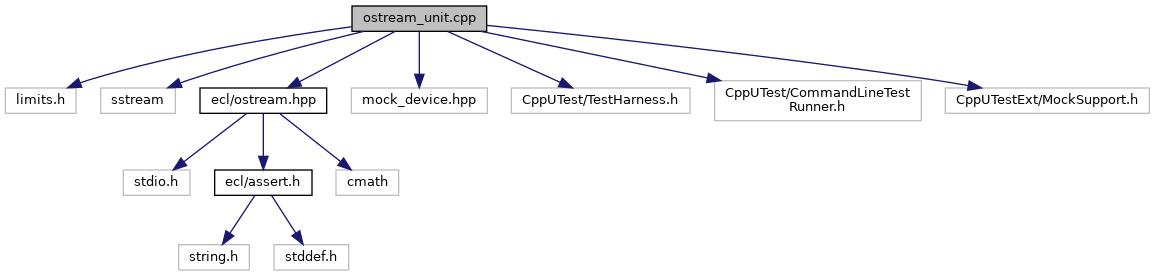 ostream_unit.cpp
limits.h
sstream
ecl/ostream.hpp
mock_device.hpp
CppUTest/TestHarness.h
CppUTest/CommandLineTest
Runner.h
CppUTestExt/MockSupport.h
stdio.h
ecl/assert.h
cmath
string.h
stddef.h